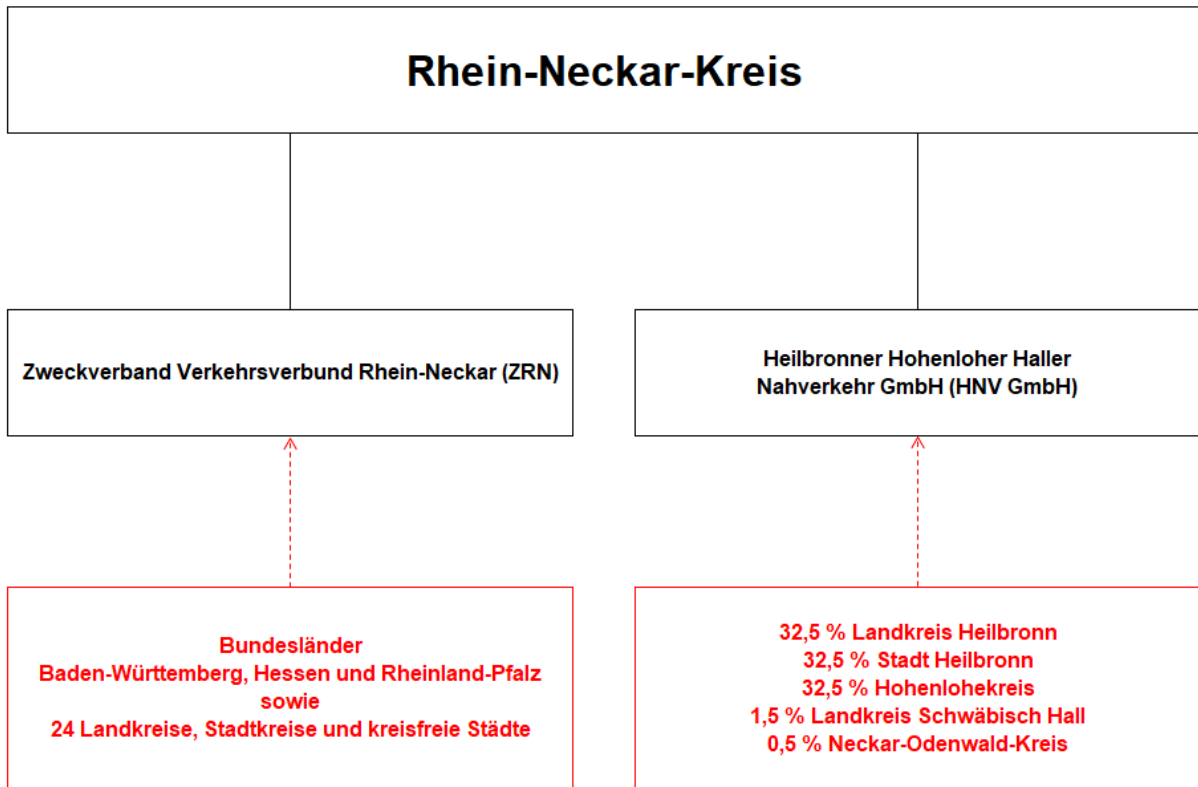 Rhein-Neckar-Kreis
Zweckverband Verkehrsverbund Rhein-Neckar (ZRN)
Heilbronner Hohenloher Haller
Nahverkehr GmbH (HNV GmbH)
Bundesländer
Baden-Württemberg, Hessen und Rheinland-Pfalz
sowie
24 Landkreise, Stadtkreise und kreisfreie Städte
32,5 % Landkreis Heilbronn
32,5 % Stadt Heilbronn
32,5 % Hohenlohekreis
1,5 % Landkreis Schwäbisch Hall
0,5 % Neckar-Odenwald-Kreis